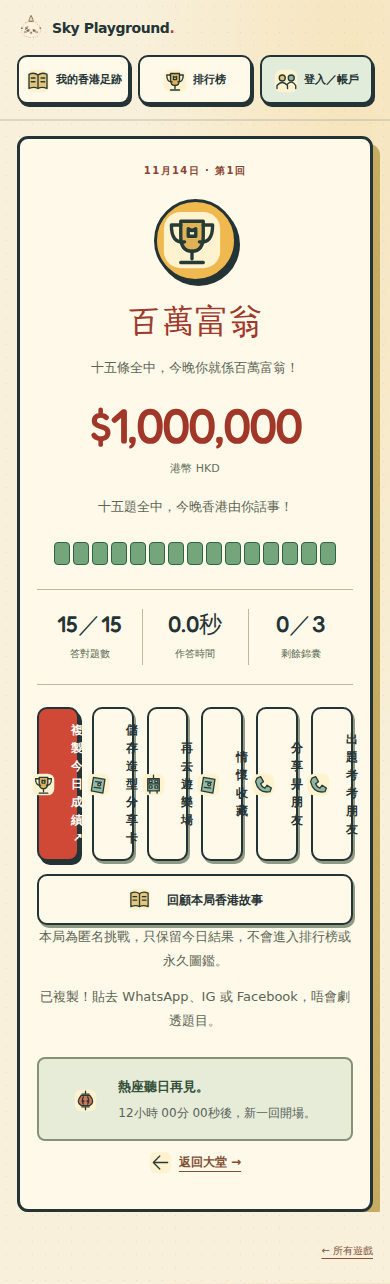 Sky Playground.
我的香港足跡
排行榜
登入／帳戶
11月14日 · 第1回
百萬富翁
十五條全中，今晚你就係百萬富翁！
$1,000,000
港幣 HKD
十五題全中，今晚香港由你話事！
15／15
答對題數
0.0秒
作答時間
0／3
剩餘錦囊
複製今日成績 ↗
儲存造型分享卡
再去遊樂場
情懷收藏
分享畀朋友
出題考考朋友
回顧本局香港故事
本局為匿名挑戰，只保留今日結果，不會進入排行榜或
永久圖鑑。
已複製！貼去 WhatsApp、IG 或 Facebook，唔會劇
透題目。
熱座聽日再見。
12小時 00分 00秒後，新一回開場。
返回大堂 →
← 所有遊戲